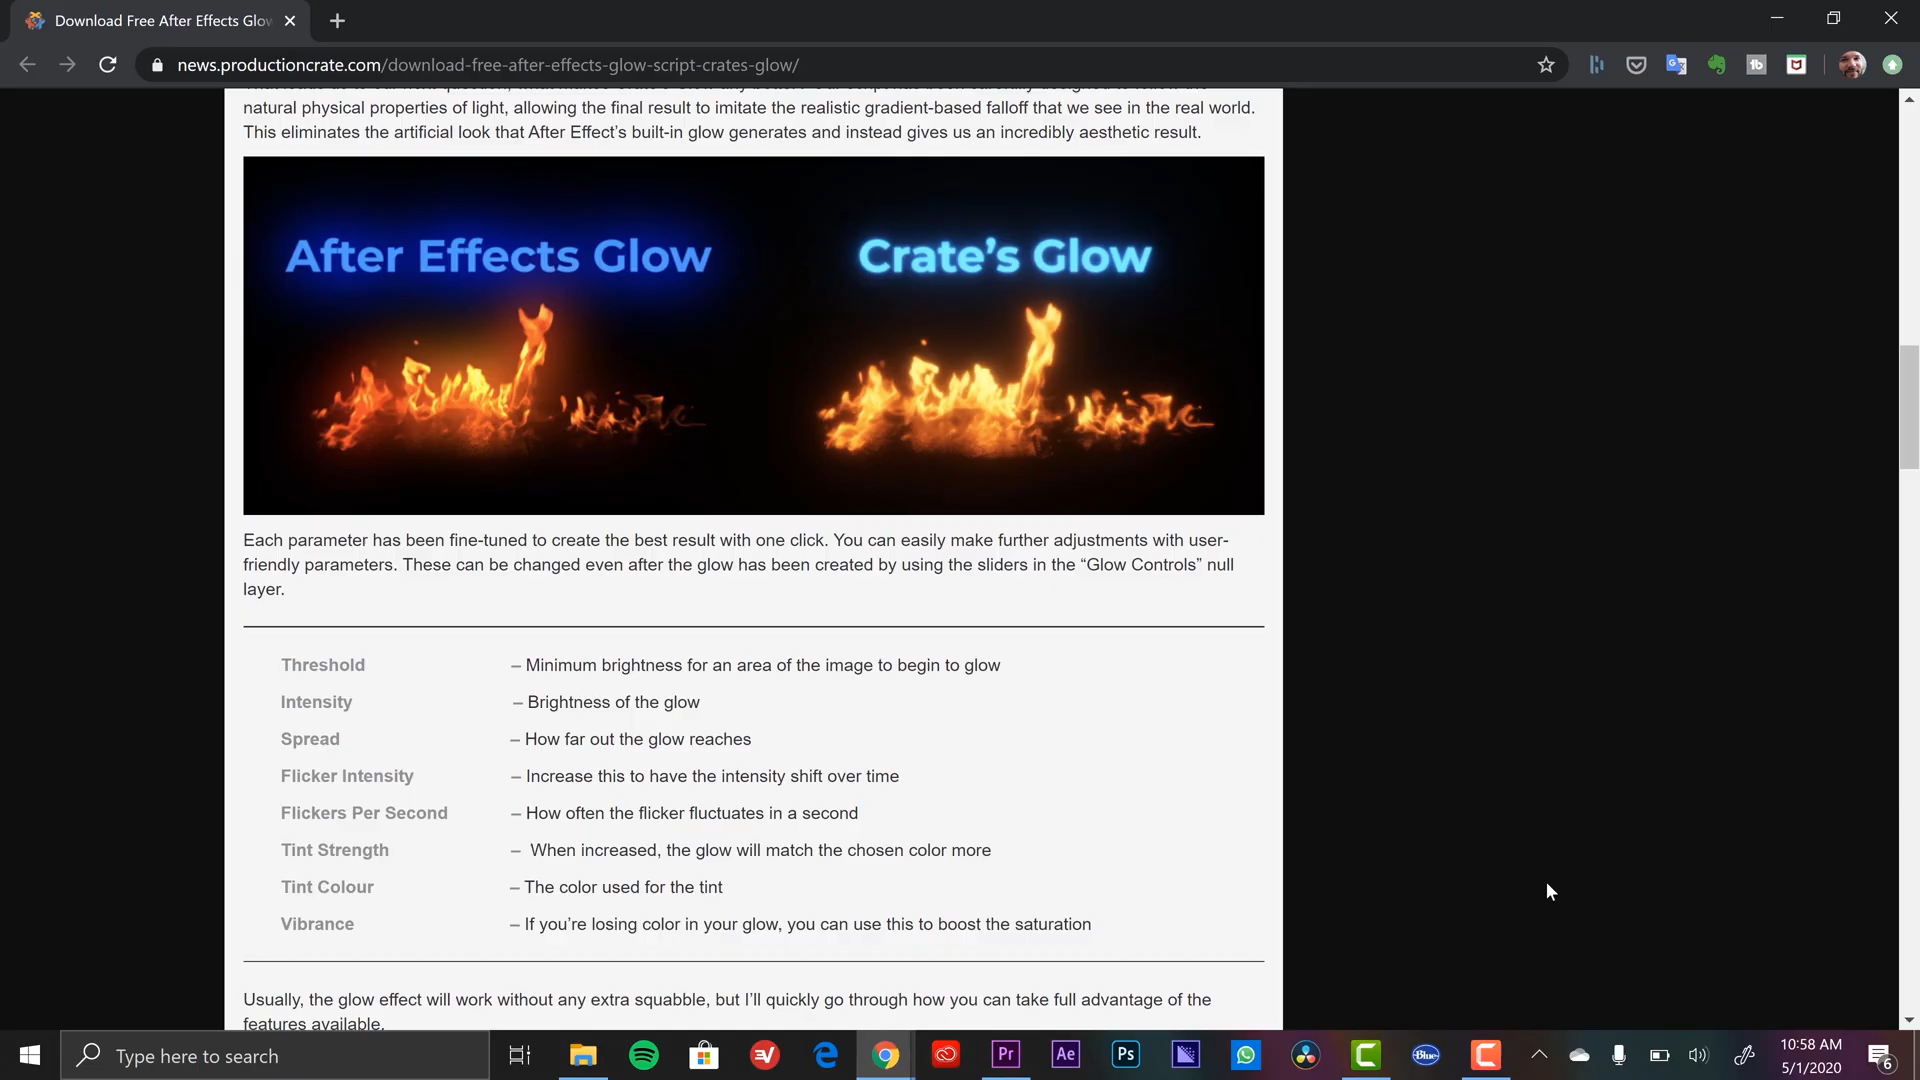 Download Free After Effects Glow
news.productioncrate.com/download-free-after-effects-glow-script-crates-glow/
natural physical properties of light, allowing the final result to imitate the realistic gradient-based falloff that we see in the real world.
This eliminates the artificial look that After Effect's built-in glow generates and instead gives us an incredibly aesthetic result.
After Effects Glow
Crate's Glow
Each parameter has been fine-tuned to create the best result with one click. You can easily make further adjustments with user-
friendly parameters. These can be changed even after the glow has been created by using the sliders in the “Glow Controls” null
layer.
Threshold – Minimum brightness for an area of the image to begin to glow
Intensity – Brightness of the glow
Spread – How far out the glow reaches
Flicker Intensity – Increase this to have the intensity shift over time
Flickers Per Second – How often the flicker fluctuates in a second
Tint Strength – When increased, the glow will match the chosen color more
Tint Colour – The color used for the tint
Vibrance – If you’re losing color in your glow, you can use this to boost the saturation
Usually, the glow effect will work without any extra squabble, but I’ll quickly go through how you can take full advantage of the
features available.
Type here to search
Pr
Ae
Ps
Blue
10:58 AM
5/1/2020
6